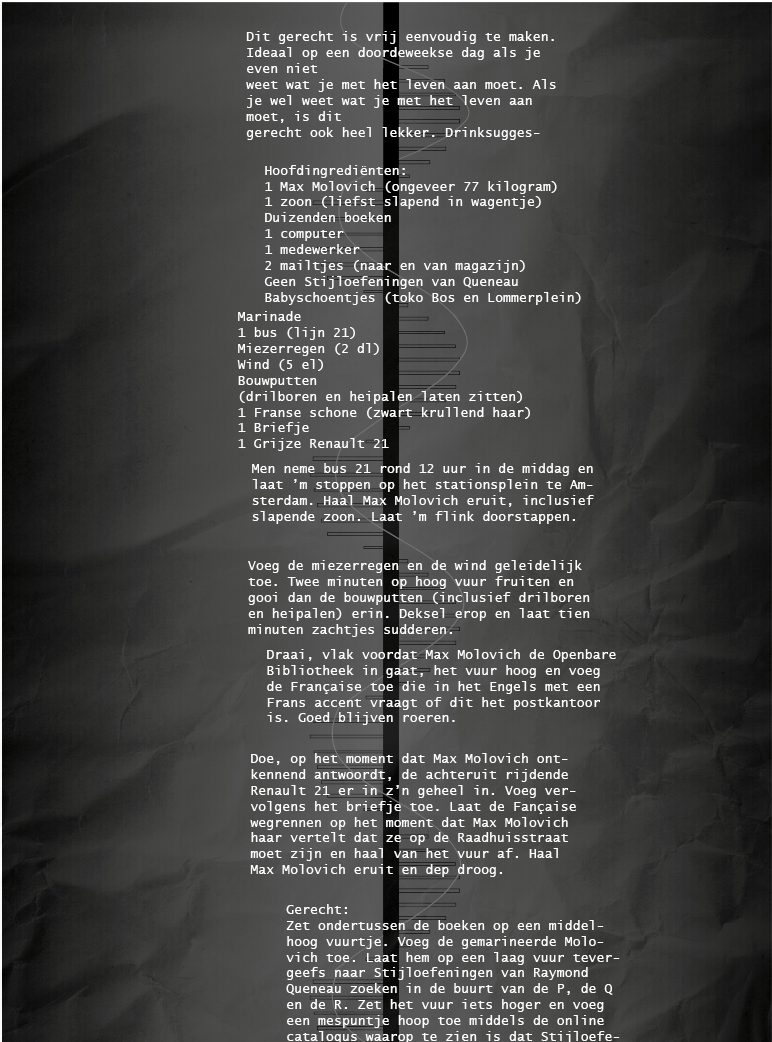 Dit gerecht is vrij eenvoudig te maken.
Ideaal op een doordeweekse dag als je
even niet
weet wat je met het leven aan moet. Als
je wel weet wat je met het leven aan
moet, is dit
gerecht ook heel lekker. Drinksugges-
Hoofdingrediënten:
1 Max Molovich (ongeveer 77 kilogram)
1 zoon (liefst slapend in wagentje)
Duizenden boeken
1 computer
1 medewerker
2 mailtjes (naar en van magazijn)
Geen Stijloefeningen van Queneau
Babyschoentjes (toko Bos en Lommerplein)
Marinade
1 bus (lijn 21)
Miezerregen (2 dl)
Wind (5 el)
Bouwputten
(drilboren en heipalen laten zitten)
1 Franse schone (zwart krullend haar)
1 Briefje
1 Grijze Renault 21
Men neme bus 21 rond 12 uur in de middag en
laat ’m stoppen op het stationsplein te Am-
sterdam. Haal Max Molovich eruit, inclusief
slapende zoon. Laat ’m flink doorstappen.
Voeg de miezerregen en de wind geleidelijk
toe. Twee minuten op hoog vuur fruiten en
gooi dan de bouwputten (inclusief drilboren
en heipalen) erin. Deksel erop en laat tien
minuten zachtjes sudderen.
Draai, vlak voordat Max Molovich de Openbare
Bibliotheek in gaat, het vuur hoog en voeg
de Française toe die in het Engels met een
Frans accent vraagt of dit het postkantoor
is. Goed blijven roeren.
Doe, op het moment dat Max Molovich ont-
kennend antwoordt, de achteruit rijdende
Renault 21 er in z’n geheel in. Voeg ver-
volgens het briefje toe. Laat de Fançaise
wegrennen op het moment dat Max Molovich
haar vertelt dat ze op de Raadhuisstraat
moet zijn en haal van het vuur af. Haal
Max Molovich eruit en dep droog.
Gerecht:
Zet ondertussen de boeken op een middel-
hoog vuurtje. Voeg de gemarineerde Molo-
vich toe. Laat hem op een laag vuur tever-
geefs naar Stijloefeningen van Raymond
Queneau zoeken in de buurt van de P, de Q
en de R. Zet het vuur iets hoger en voeg
een mespuntje hoop toe middels de online
catalogus waarop te zien is dat Stijloefe-